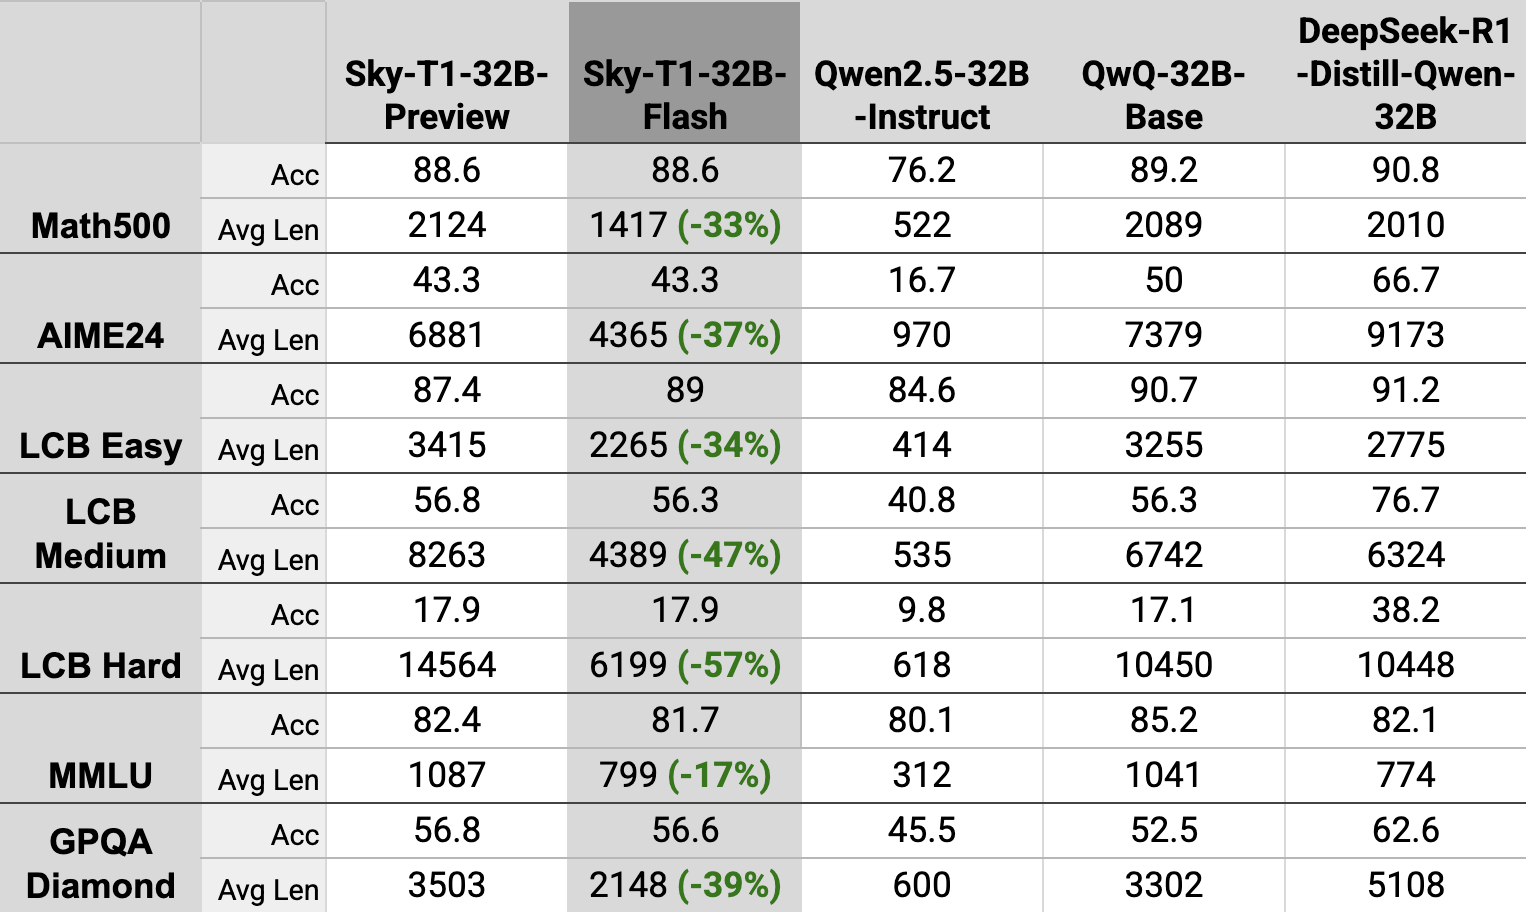 Sky-T1-32B-Preview Sky-T1-32B-Flash Qwen2.5-32B-Instruct QwQ-32B-Base DeepSeek-R1-Distill-Qwen-32B
Math500 Acc 88.6 88.6 76.2 89.2 90.8
Avg Len 2124 1417 (-33%) 522 2089 2010
AIME24 Acc 43.3 43.3 16.7 50 66.7
Avg Len 6881 4365 (-37%) 970 7379 9173
LCB Easy Acc 87.4 89 84.6 90.7 91.2
Avg Len 3415 2265 (-34%) 414 3255 2775
LCB Medium Acc 56.8 56.3 40.8 56.3 76.7
Avg Len 8263 4389 (-47%) 535 6742 6324
LCB Hard Acc 17.9 17.9 9.8 17.1 38.2
Avg Len 14564 6199 (-57%) 618 10450 10448
MMLU Acc 82.4 81.7 80.1 85.2 82.1
Avg Len 1087 799 (-17%) 312 1041 774
GPQA Diamond Acc 56.8 56.6 45.5 52.5 62.6
Avg Len 3503 2148 (-39%) 600 3302 5108